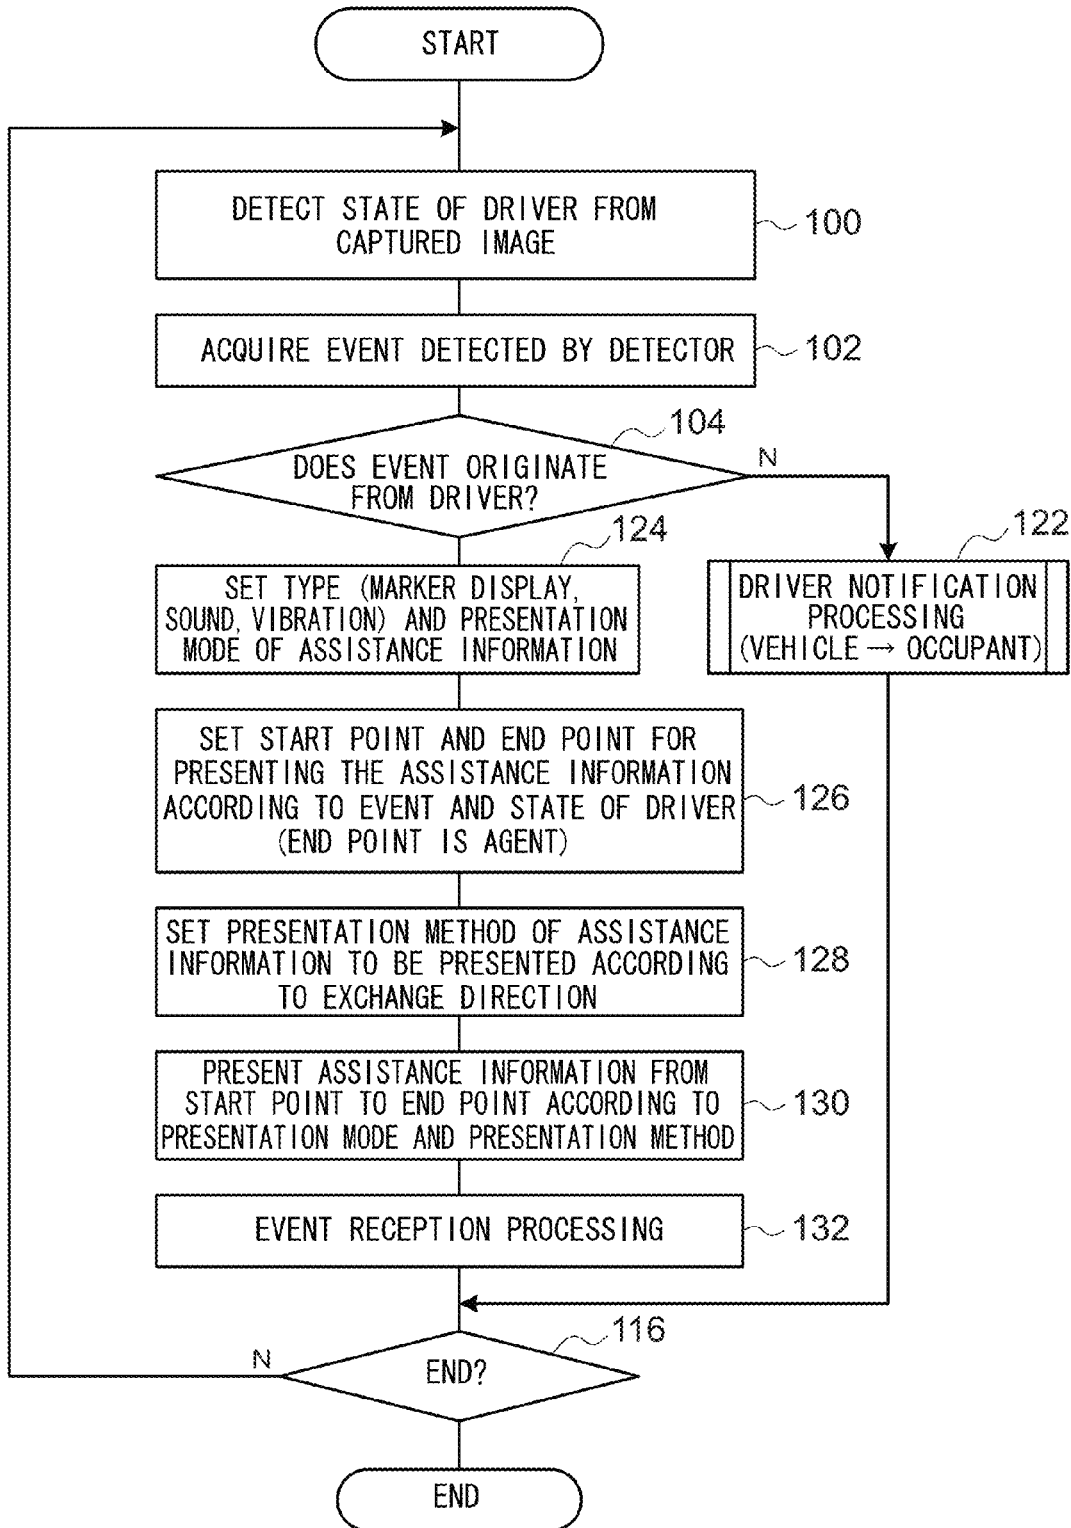 START
DETECT STATE OF DRIVER FROM
CAPTURED IMAGE
100
ACQUIRE EVENT DETECTED BY DETECTOR
102
104
DOES EVENT ORIGINATE
FROM DRIVER?
N
124
SET TYPE (MARKER DISPLAY,
SOUND, VIBRATION) AND PRESENTATION
MODE OF ASSISTANCE INFORMATION
122
DRIVER NOTIFICATION
PROCESSING
(VEHICLE → OCCUPANT)
SET START POINT AND END POINT FOR
PRESENTING THE ASSISTANCE INFORMATION
ACCORDING TO EVENT AND STATE OF DRIVER
(END POINT IS AGENT)
126
SET PRESENTATION METHOD OF ASSISTANCE
INFORMATION TO BE PRESENTED ACCORDING
TO EXCHANGE DIRECTION
128
PRESENT ASSISTANCE INFORMATION FROM
START POINT TO END POINT ACCORDING TO
PRESENTATION MODE AND PRESENTATION METHOD
130
EVENT RECEPTION PROCESSING
132
116
N
END?
END